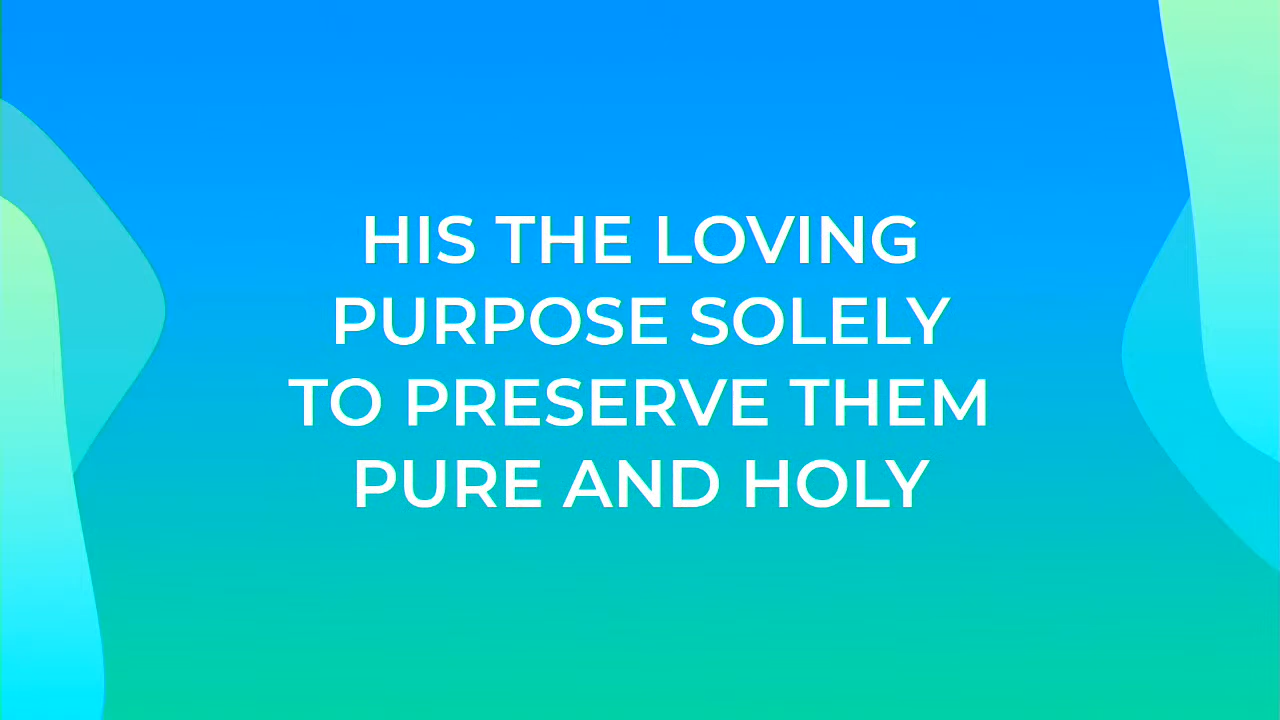 HIS THE LOVING
PURPOSE SOLELY
TO PRESERVE THEM
PURE AND HOLY